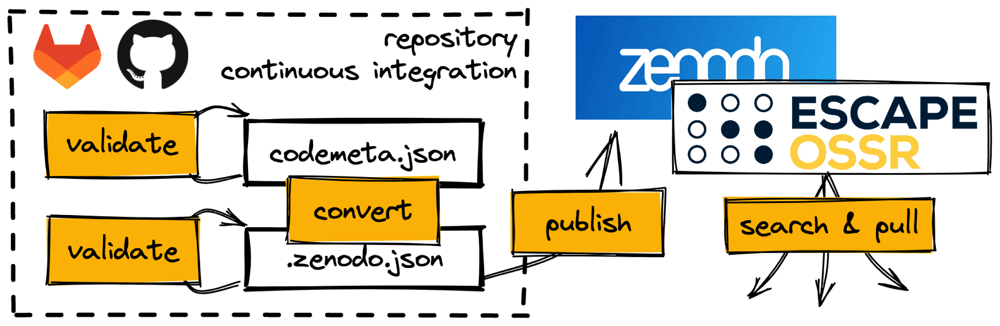 repository
continuous integration
validate
codemeta.json
convert
validate
.zenodo.json
publish
zenodo
ESCAPE
OSSR
search & pull